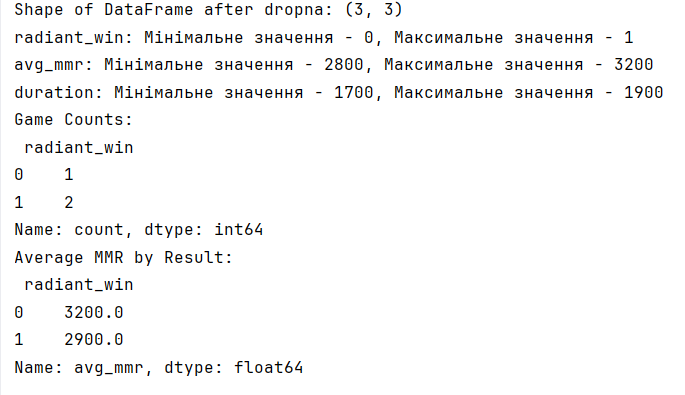 Shape of DataFrame after dropna: (3, 3)
radiant_win: Мінімальне значення - 0, Максимальне значення - 1
avg_mmr: Мінімальне значення - 2800, Максимальне значення - 3200
duration: Мінімальне значення - 1700, Максимальне значення - 1900
Game Counts:
 radiant_win
0    1
1    2
Name: count, dtype: int64
Average MMR by Result:
 radiant_win
0    3200.0
1    2900.0
Name: avg_mmr, dtype: float64